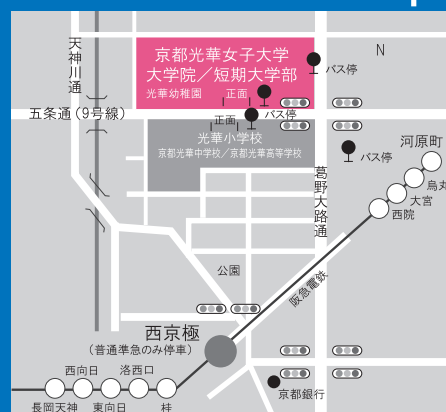 天神川通
京都光華女子大学
大学院／短期大学部
光華幼稚園
正面
バス停
N
五条通(9号線)
正面
バス停
光華小学校
京都光華中学校／京都光華高等学校
葛野大路通
バス停
河原町
烏丸
大宮
西院
公園
阪急電鉄
西京極
(普通準急のみ停車)
西向日
洛西口
長岡天神
東向日
桂
京都銀行